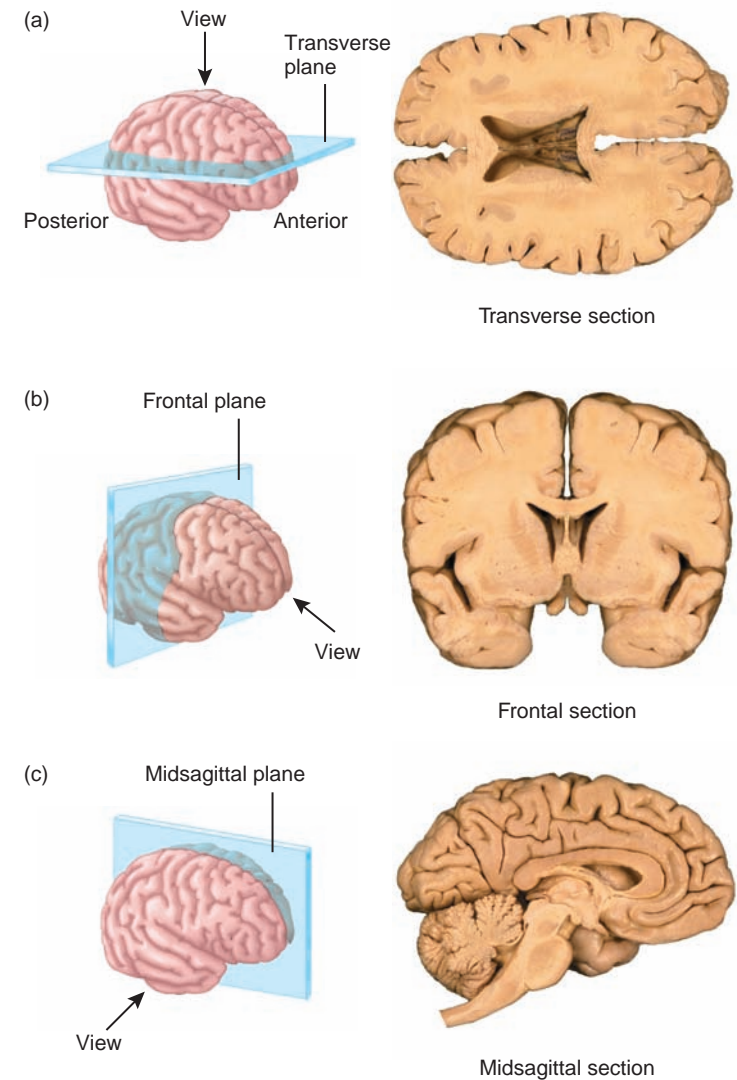 (a)
View
Transverse
plane
Posterior
Anterior
Transverse section
(b)
Frontal plane
View
Frontal section
(c)
Midsagittal plane
View
Midsagittal section